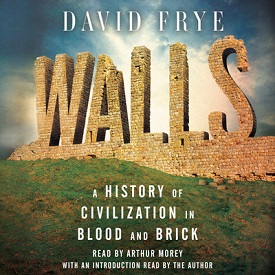 DAVID FRYE
WALLS
A HISTORY OF
CIVILIZATION IN
BLOOD AND BRICK
READ BY ARTHUR MOREY
WITH AN INTRODUCTION READ BY THE AUTHOR